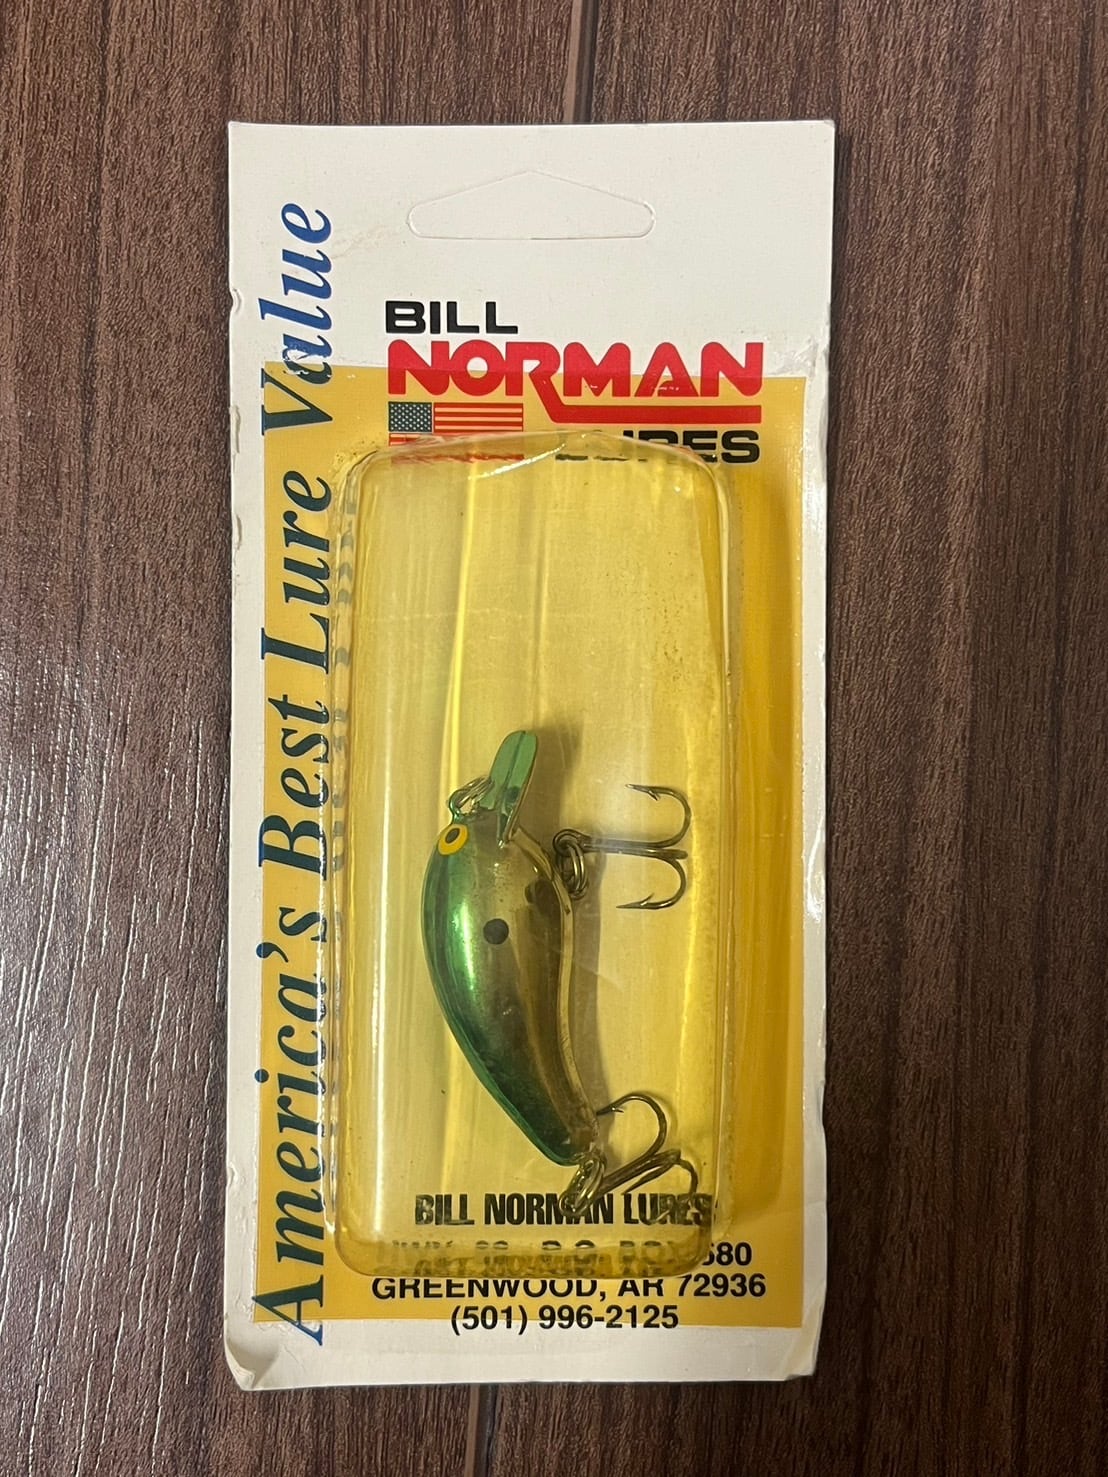 America's Best Lure Value
BILL
NORMAN
LURES
BILL NORMAN LURES
GREENWOOD, AR 72936
(501) 996-2125